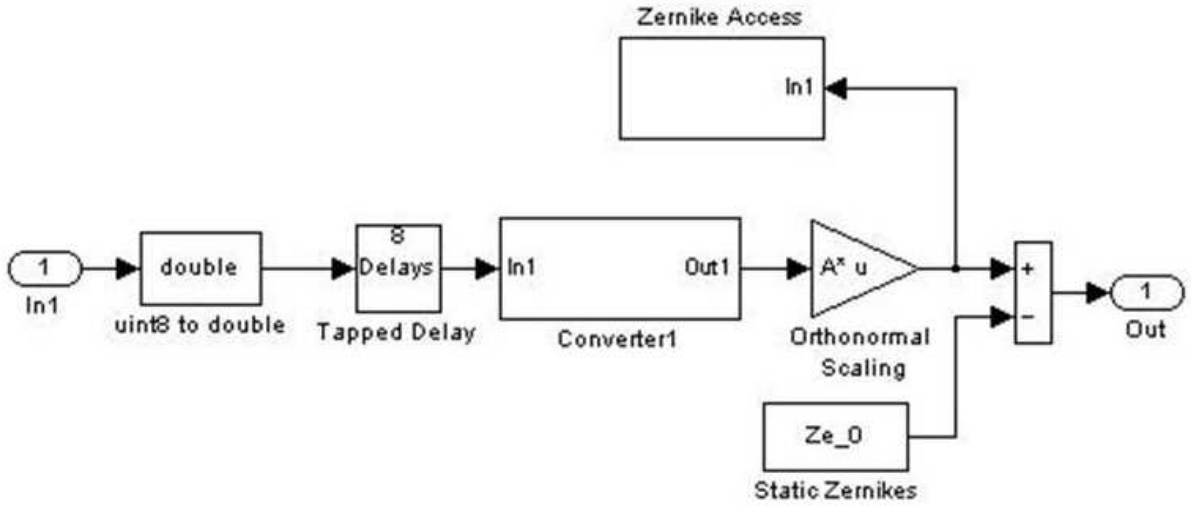 Zernike Access
In1
1
In1
double
uint8 to double
8
Delays
Tapped Delay
In1
Out1
Converter1
A* u
Orthonormal
Scaling
+
−
1
Out
Ze_0
Static Zernikes